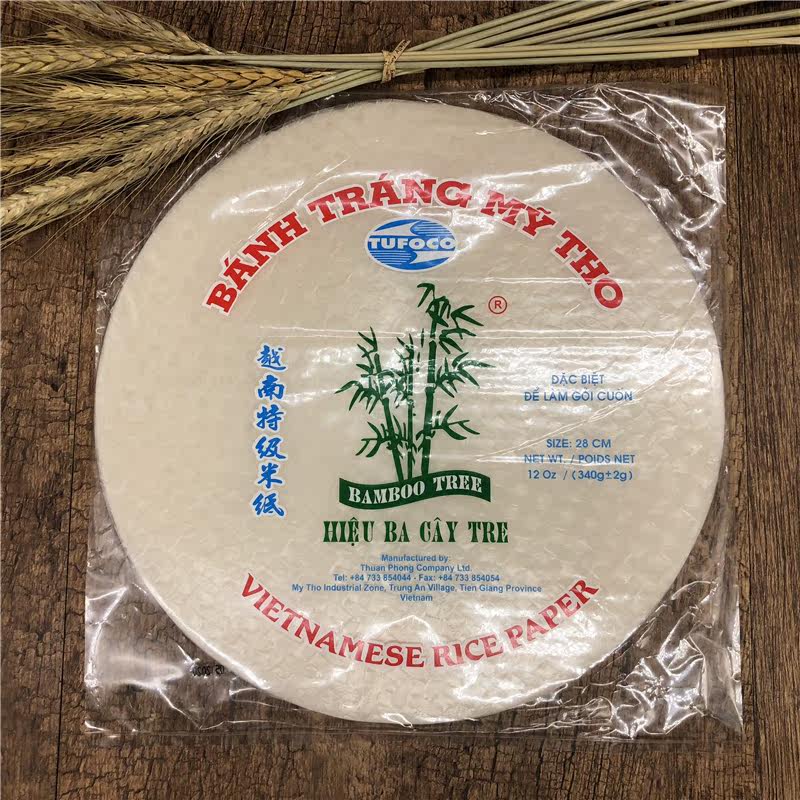 BÁNH TRÁNG MỸ THO
TUFOCO
®
越南特级米纸
ĐẶC BIỆT
ĐỂ LÀM GỎI CUỐN
SIZE: 28 CM
NET WT. / POIDS NET
12 Oz / (340g±2g)
BAMBOO TREE
HIỆU BA CÂY TRE
Manufactured by:
Thuan Phong Company Ltd.
Tel: +84 733 854044 - Fax: +84 733 854054
My Tho Industrial Zone, Trung An Village, Tien Giang Province
Vietnam
VIETNAMESE RICE PAPER